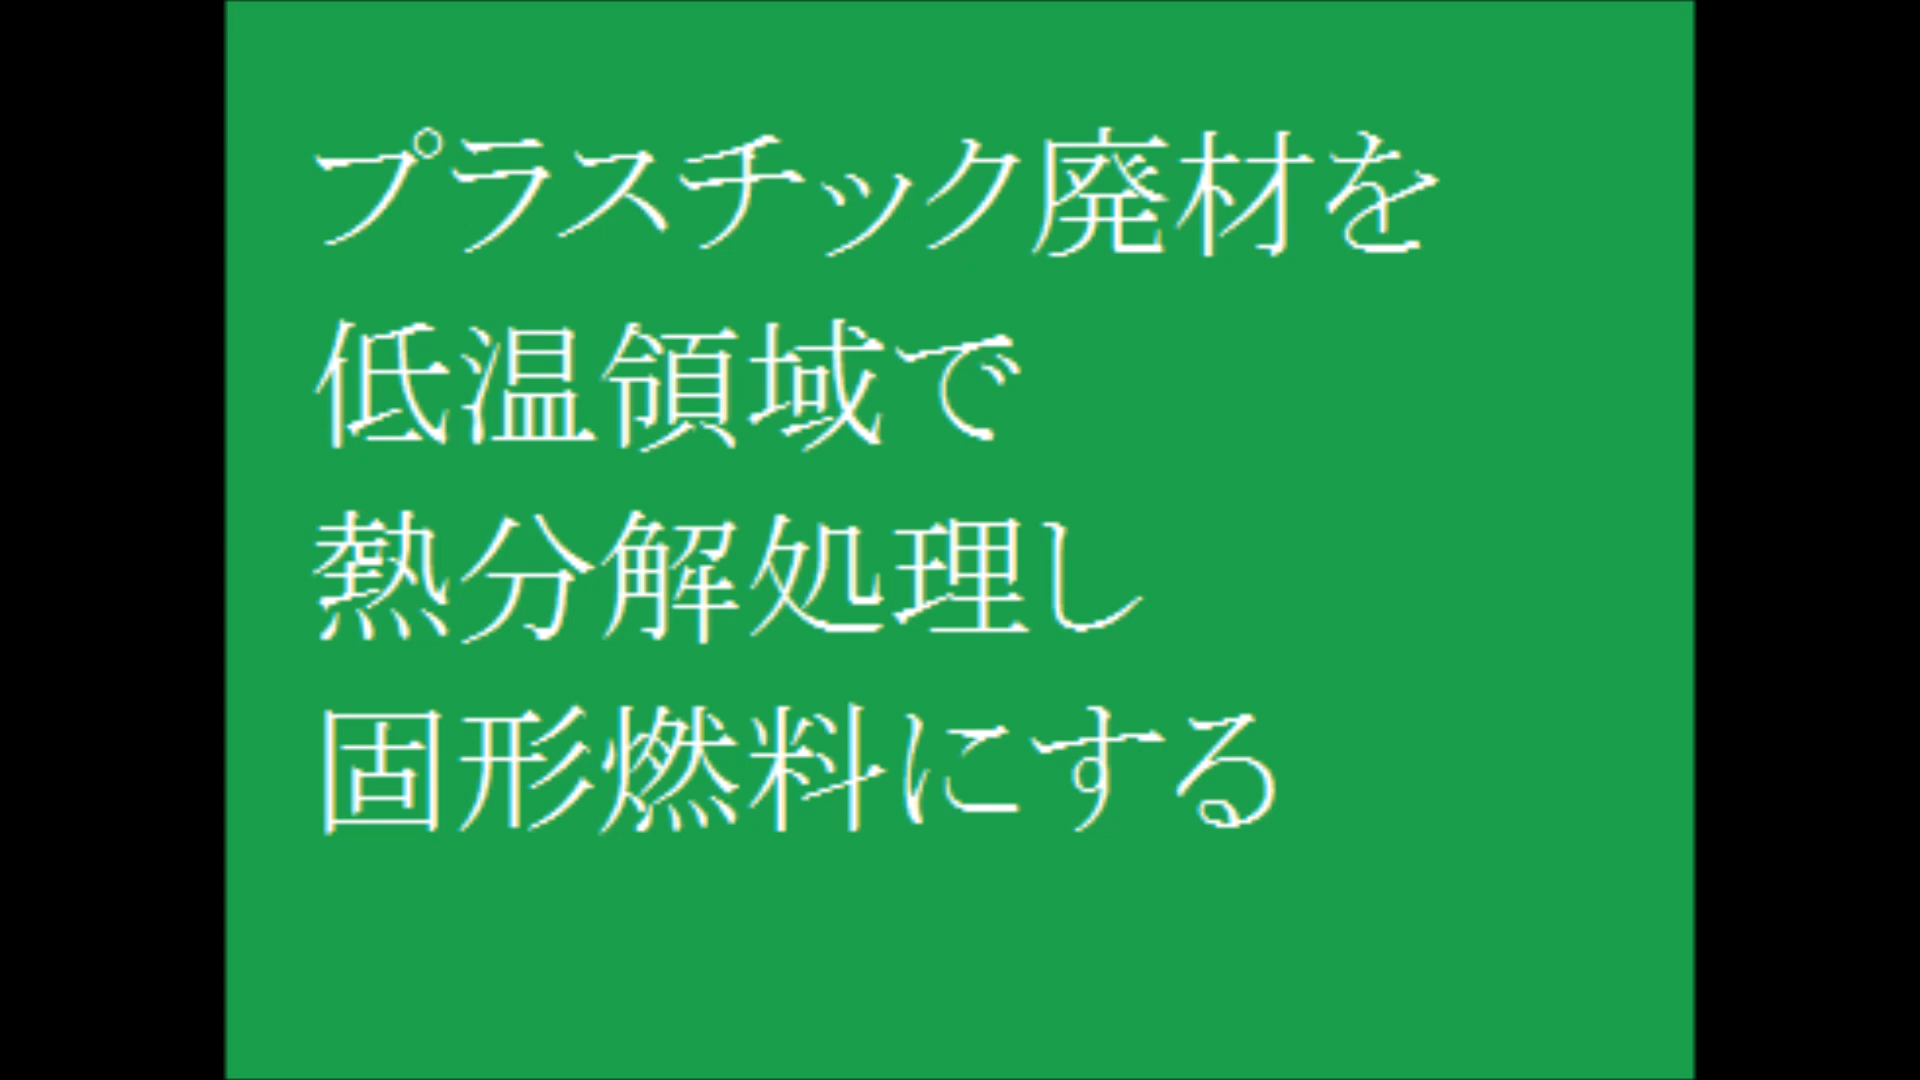 プラスチック廃材を
低温領域で
熱分解処理し
固形燃料にする